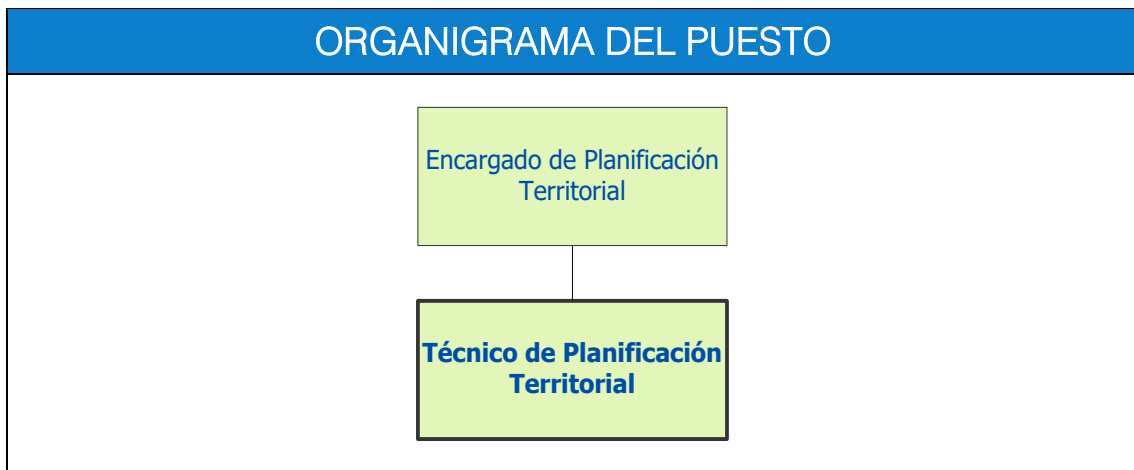 ORGANIGRAMA DEL PUESTO
Encargado de Planificación
Territorial
Técnico de Planificación
Territorial